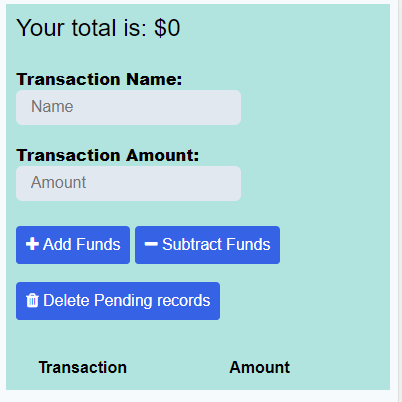 Your total is: $0
Transaction Name:
Name
Transaction Amount:
Amount
Add Funds Subtract Funds
Delete Pending records
Transaction Amount